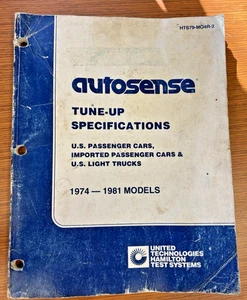 HTS79-MO4R-2
autosense®
TUNE-UP
SPECIFICATIONS
U.S. PASSENGER CARS,
IMPORTED PASSENGER CARS &
U.S. LIGHT TRUCKS
1974 — 1981 MODELS
UNITED
TECHNOLOGIES
HAMILTON
TEST SYSTEMS